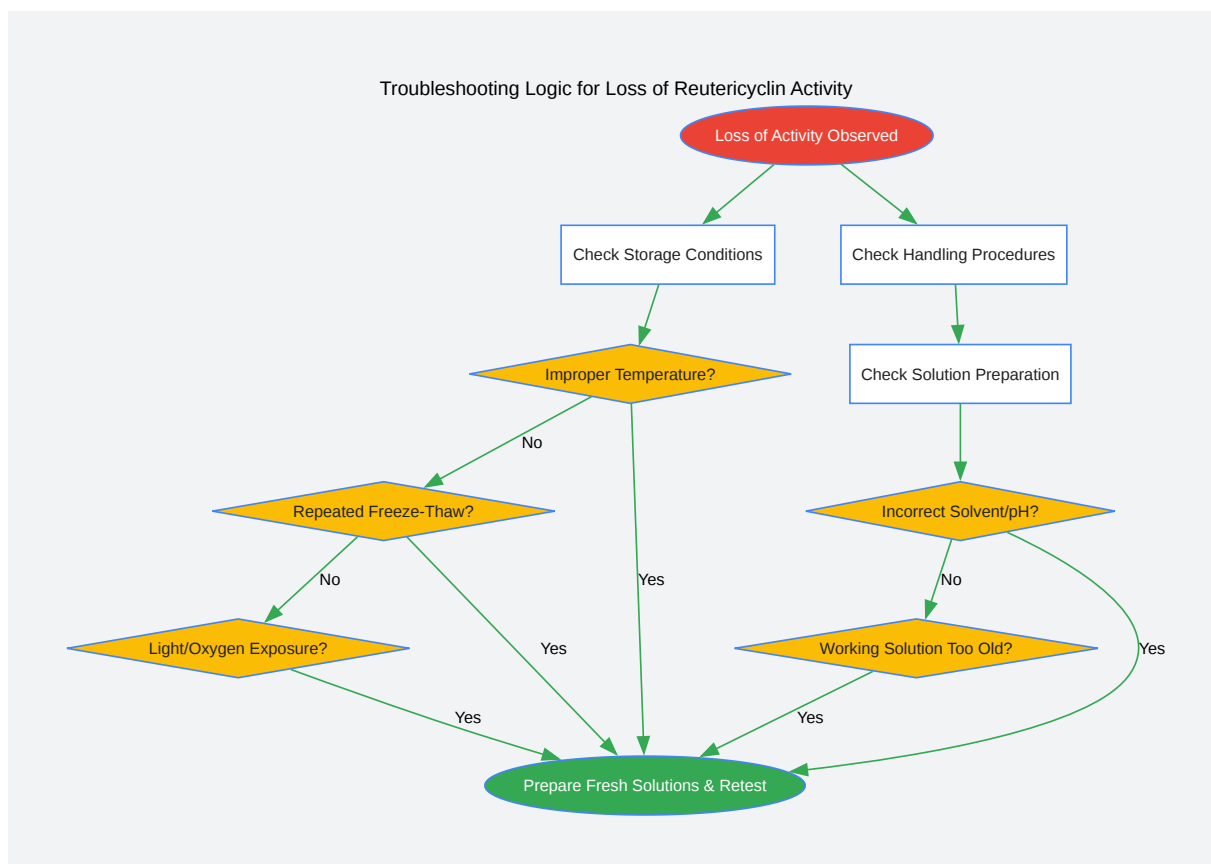 Troubleshooting Logic for Loss of Reutericyclin Activity
Loss of Activity Observed
Check Storage Conditions
Check Handling Procedures
Improper Temperature?
Check Solution Preparation
No
Repeated Freeze-Thaw?
Incorrect Solvent/pH?
No
Yes
No
Light/Oxygen Exposure?
Yes
Working Solution Too Old?
Yes
Yes
Yes
Prepare Fresh Solutions & Retest